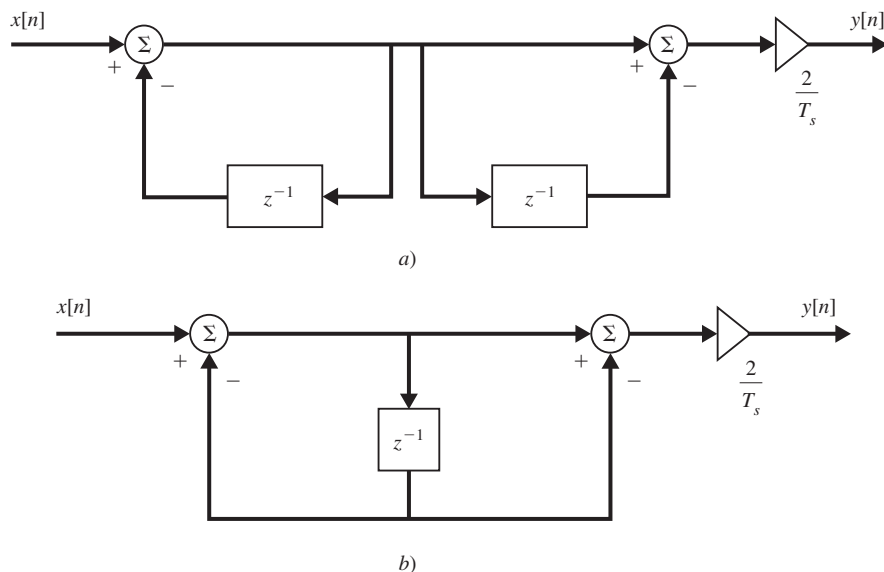 x[n] Σ Σ y[n]
+ − + −
2
T_s
z⁻¹ z⁻¹
a)
x[n] Σ Σ y[n]
+ − + −
2
T_s
z⁻¹
b)